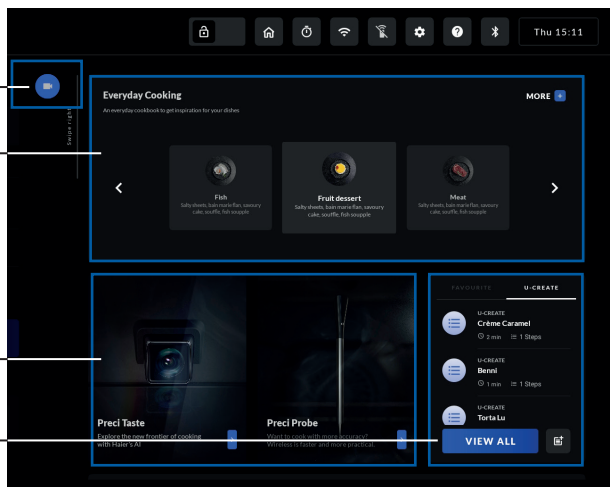 Thu 15:11
Swipe right
Everyday Cooking
MORE +
An everyday cookbook to get inspiration for your dishes
Fish
Salty sheets, bain marie flan, savoury
cake, souffle, fish soupple
Fruit dessert
Salty sheets, bain marie flan, savoury
cake, souffle, fish soupple
Meat
Salty sheets, bain marie flan, savoury
cake, souffle, fish soupple
Preci Taste
Explore the new frontier of cooking
with Haier's AI
Preci Probe
Want to cook with more accuracy?
Wireless is faster and more practical.
FAVOURITE
U-CREATE
U-CREATE
Crème Caramel
2 min 1 Steps
U-CREATE
Benni
1 min 1 Steps
U-CREATE
Torta Lu
VIEW ALL